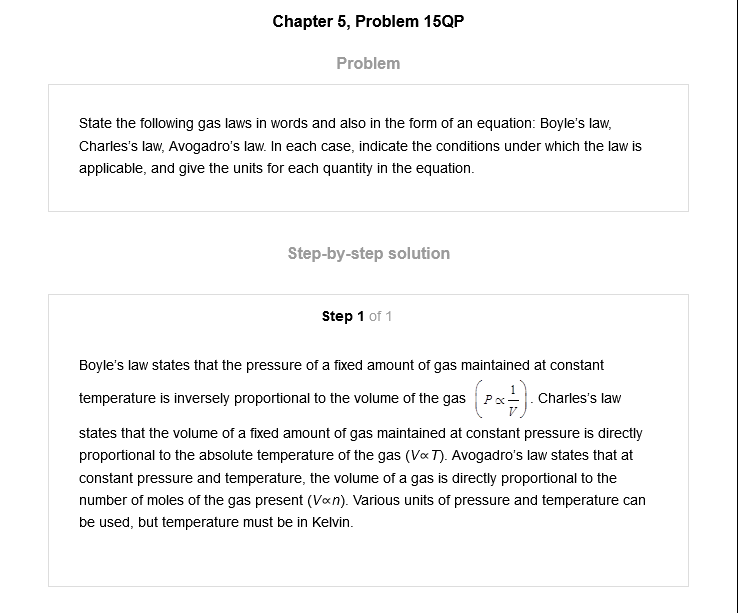 Chapter 5, Problem 15QP
Problem
State the following gas laws in words and also in the form of an equation: Boyle's law,
Charles's law, Avogadro's law. In each case, indicate the conditions under which the law is
applicable, and give the units for each quantity in the equation.
Step-by-step solution
Step 1 of 1
Boyle's law states that the pressure of a fixed amount of gas maintained at constant
temperature is inversely proportional to the volume of the gas (P∝1/V). Charles's law
states that the volume of a fixed amount of gas maintained at constant pressure is directly
proportional to the absolute temperature of the gas (V∝T). Avogadro's law states that at
constant pressure and temperature, the volume of a gas is directly proportional to the
number of moles of the gas present (V∝n). Various units of pressure and temperature can
be used, but temperature must be in Kelvin.